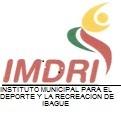 IMDRI
INSTITUTO MUNICIPAL PARA EL
DEPORTE Y LA RECREACION DE
IBAGUE